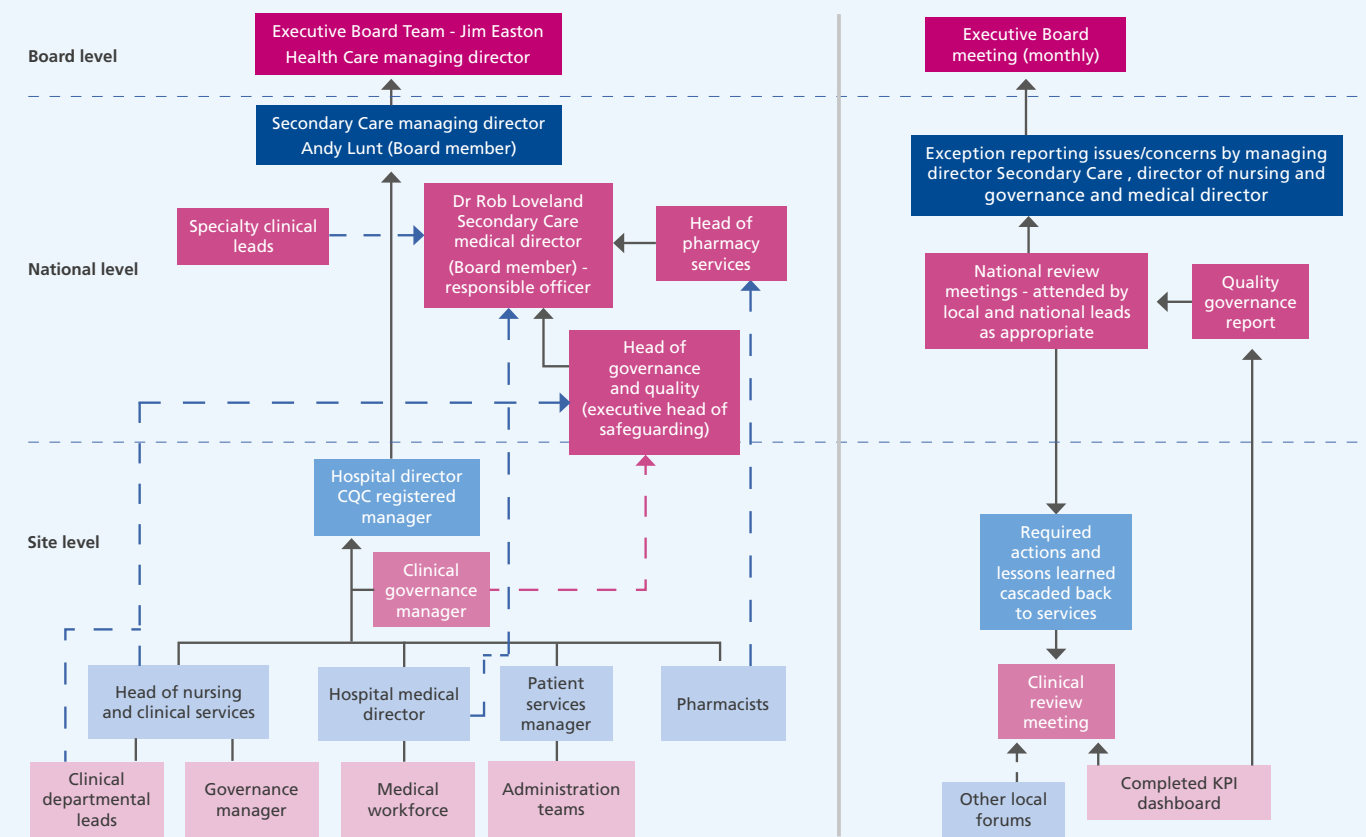 Board level
Executive Board Team - Jim Easton
Health Care managing director
Secondary Care managing director
Andy Lunt (Board member)
National level
Specialty clinical
leads
Dr Rob Loveland
Secondary Care
medical director
(Board member) -
responsible officer
Head of
pharmacy
services
Head of
governance
and quality
(executive head of
safeguarding)
Site level
Hospital director
CQC registered
manager
Clinical
governance
manager
Head of nursing
and clinical services
Hospital medical
director
Patient
services
manager
Pharmacists
Clinical
departmental
leads
Governance
manager
Medical
workforce
Administration
teams
Executive Board
meeting (monthly)
Exception reporting issues/concerns by managing
director Secondary Care , director of nursing and
governance and medical director
National review
meetings - attended by
local and national leads
as appropriate
Quality
governance
report
Required
actions and
lessons learned
cascaded back
to services
Clinical
review
meeting
Other local
forums
Completed KPI
dashboard